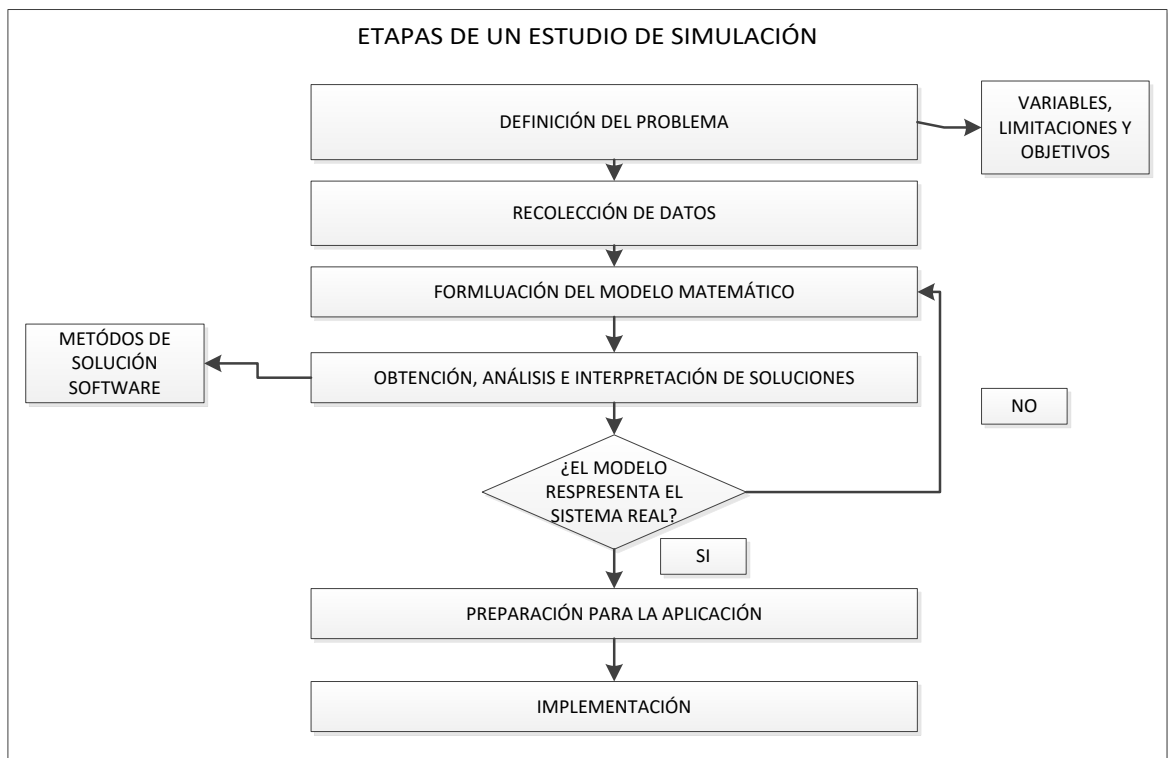 ETAPAS DE UN ESTUDIO DE SIMULACIÓN
DEFINICIÓN DEL PROBLEMA
VARIABLES,
LIMITACIONES Y
OBJETIVOS
RECOLECCIÓN DE DATOS
FORMLUACIÓN DEL MODELO MATEMÁTICO
METÓDOS DE
SOLUCIÓN
SOFTWARE
OBTENCIÓN, ANÁLISIS E INTERPRETACIÓN DE SOLUCIONES
NO
¿EL MODELO
RESPRESENTA EL
SISTEMA REAL?
SI
PREPARACIÓN PARA LA APLICACIÓN
IMPLEMENTACIÓN